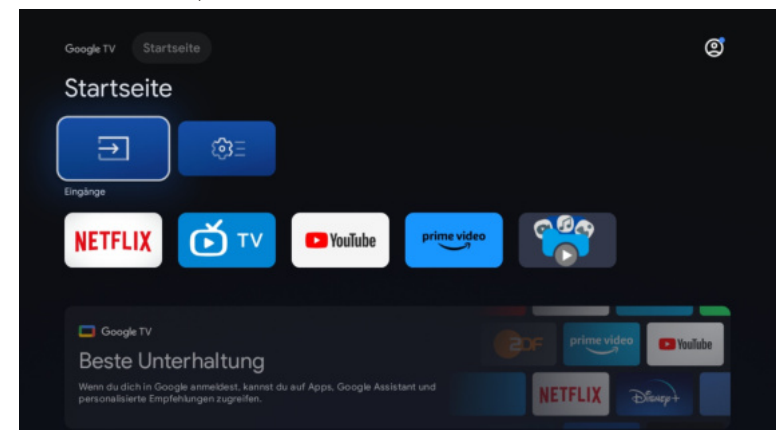 Google TV Startseite
Startseite
Eingänge
NETFLIX TV YouTube prime video
Google TV
Beste Unterhaltung
Wenn du dich in Google anmeldest, kannst du auf Apps, Google Assistant und
personalisierte Empfehlungen zugreifen.
ZDF prime video YouTube
NETFLIX Disney+